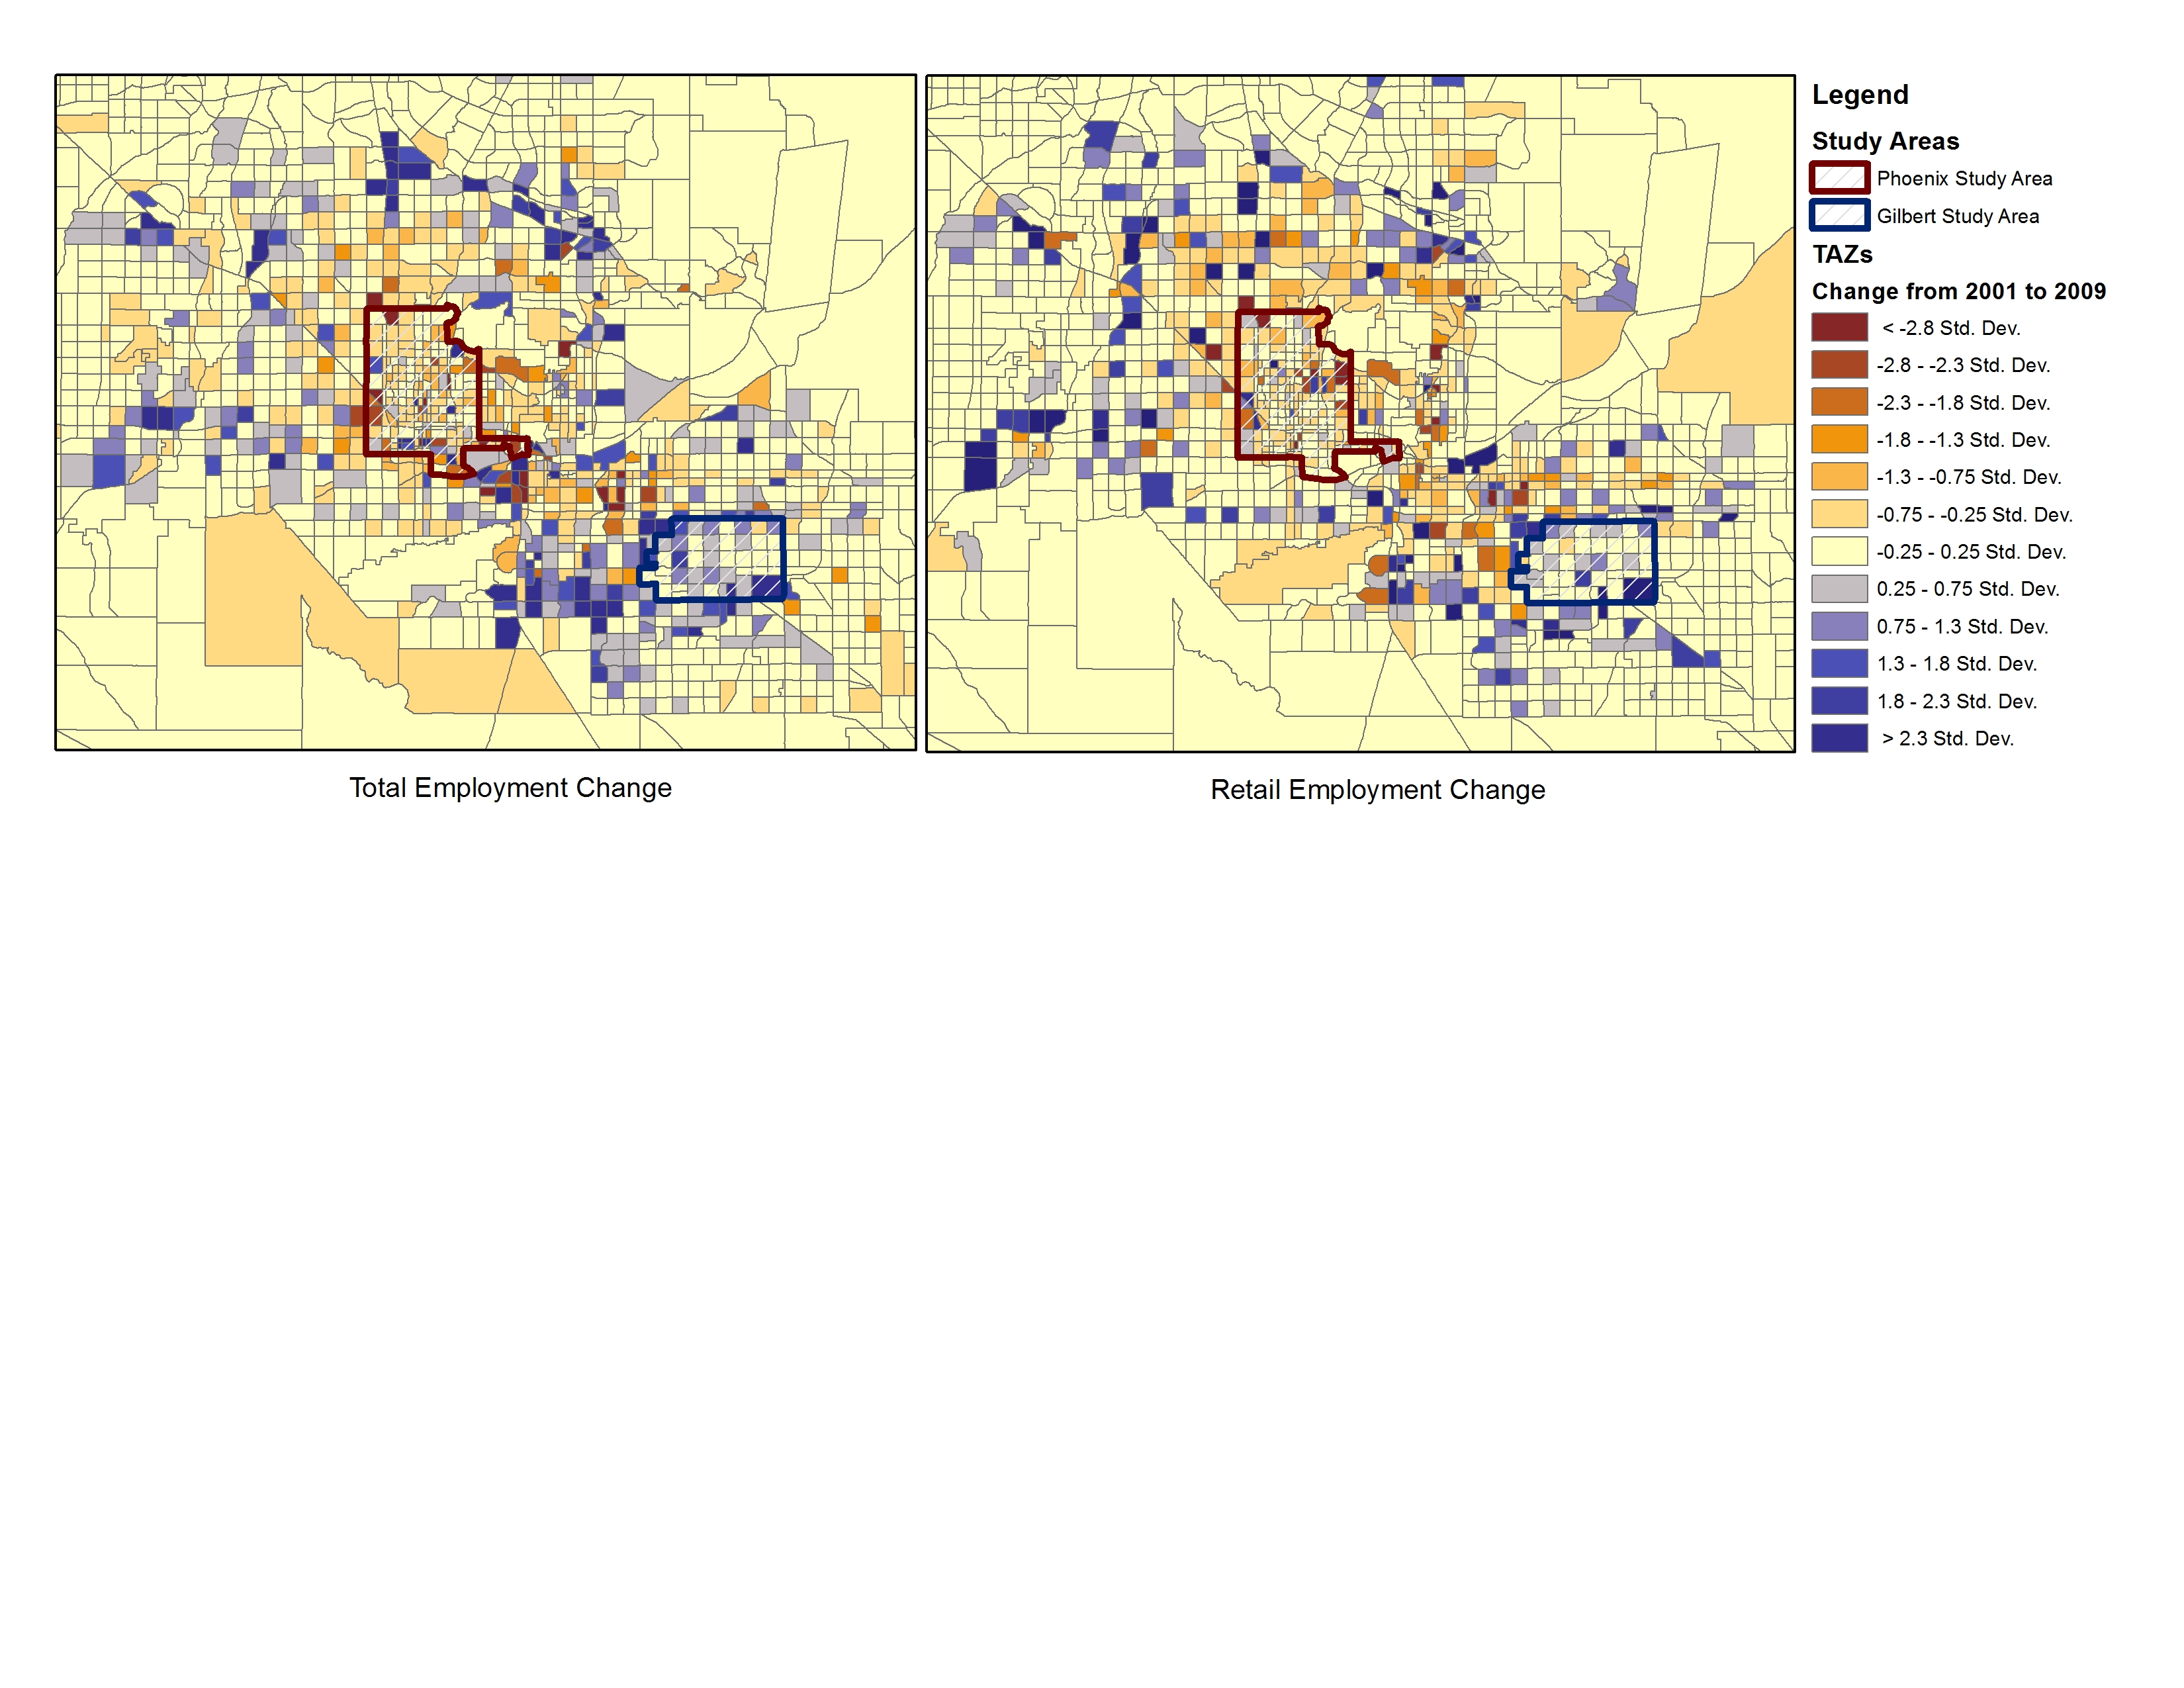 Legend
Study Areas
Phoenix Study Area
Gilbert Study Area
TAZs
Change from 2001 to 2009
< -2.8 Std. Dev.
-2.8 - -2.3 Std. Dev.
-2.3 - -1.8 Std. Dev.
-1.8 - -1.3 Std. Dev.
-1.3 - -0.75 Std. Dev.
-0.75 - -0.25 Std. Dev.
-0.25 - 0.25 Std. Dev.
0.25 - 0.75 Std. Dev.
0.75 - 1.3 Std. Dev.
1.3 - 1.8 Std. Dev.
1.8 - 2.3 Std. Dev.
> 2.3 Std. Dev.
Total Employment Change
Retail Employment Change